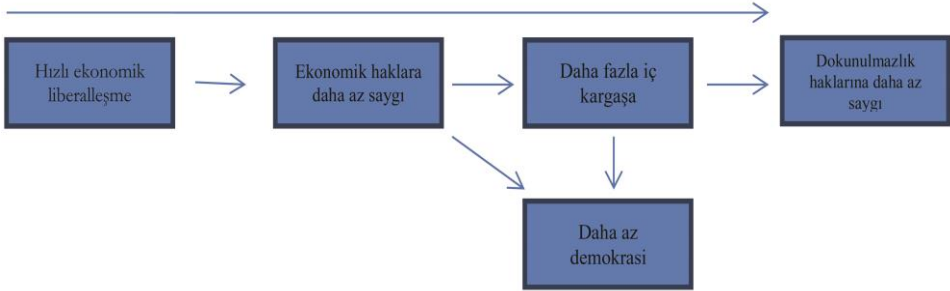 Hızlı ekonomik
liberalleşme
Ekonomik haklara
daha az saygı
Daha fazla iç
kargaşa
Dokunulmazlık
haklarına daha az
saygı
Daha az
demokrasi